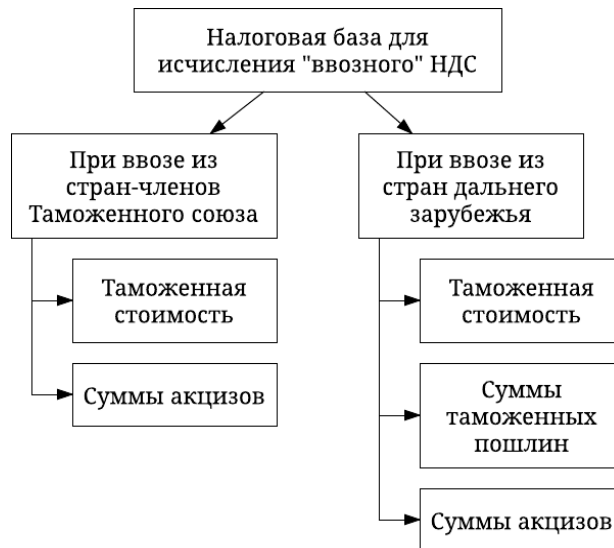 Налоговая база для
исчисления "ввозного" НДС
При ввозе из
стран-членов
Таможенного союза
Таможенная
стоимость
Суммы акцизов
При ввозе из
стран дальнего
зарубежья
Таможенная
стоимость
Суммы
таможенных
пошлин
Суммы акцизов